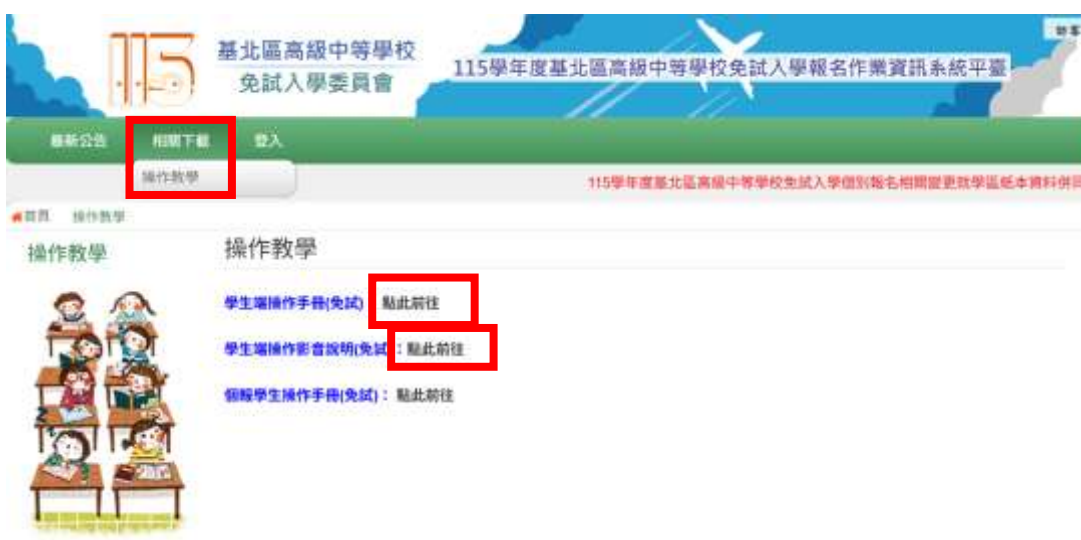 115
基北區高級中等學校
免試入學委員會
115學年度基北區高級中等學校免試入學報名作業資訊系統平臺
最新公告 相關下載 登入
操作教學
115學年度基北區高級中等學校免試入學個別報名相關變更就學區紙本資料併同
首頁 操作教學
操作教學
操作教學
學生端操作手冊(免試) 點此前往
學生端操作影音說明(免試：點此前往
個報學生操作手冊(免試)： 點此前往